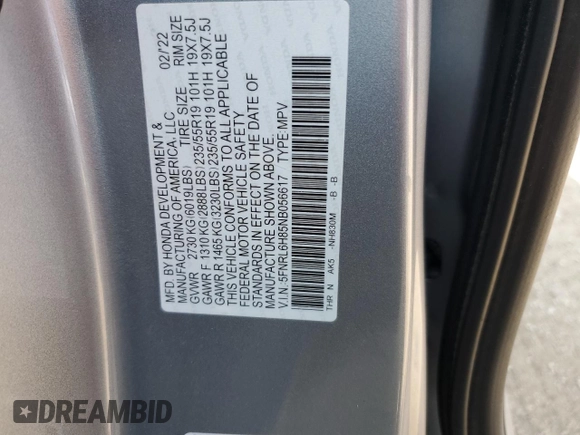 MFD. BY HONDA DEVELOPMENT & 02/'22
MANUFACTURING OF AMERICA, LLC
TIRE SIZE RIM SIZE
GVWR 2730 KG(6019LBS)
GAWR F 1310 KG(2888LBS) 235/55R19 101H 19X7.5J
GAWR R 1465 KG(3230LBS) 235/55R19 101H 19X7.5J
THIS VEHICLE CONFORMS TO ALL APPLICABLE
FEDERAL MOTOR VEHICLE SAFETY
STANDARDS IN EFFECT ON THE DATE OF
MANUFACTURE SHOWN ABOVE.
V.I.N.:5FNRL6H85NB056617 TYPE:MPV
THR N AK5 -NH830M -B -B
DREAMBID